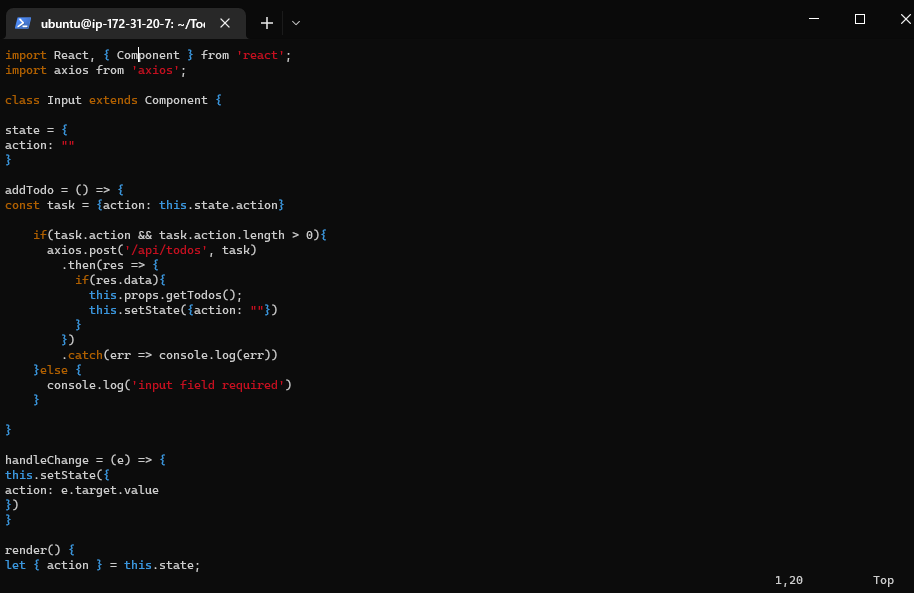 ubuntu@ip-172-31-20-7: ~/Too
import React, { Component } from 'react';
import axios from 'axios';
class Input extends Component {
state = {
action: ""
}
addTodo = () => {
const task = {action: this.state.action}
    if(task.action && task.action.length > 0){
      axios.post('/api/todos', task)
        .then(res => {
          if(res.data){
            this.props.getTodos();
            this.setState({action: ""})
          }
        })
        .catch(err => console.log(err))
    }else {
      console.log('input field required')
    }
}
handleChange = (e) => {
this.setState({
action: e.target.value
})
}
render() {
let { action } = this.state;
1,20 Top